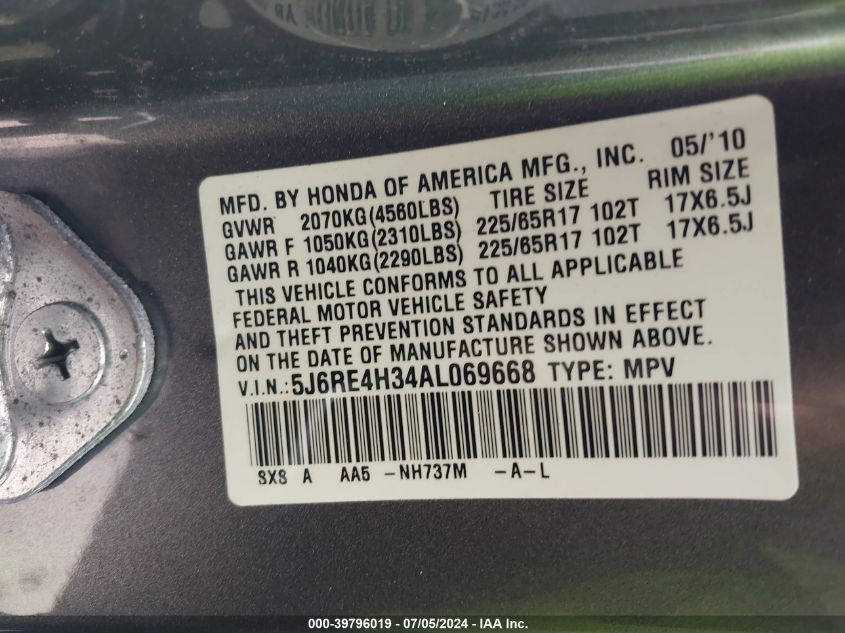 MFD. BY HONDA OF AMERICA MFG., INC. 05/'10
GVWR 2070KG(4560LBS) TIRE SIZE RIM SIZE
GAWR F 1050KG(2310LBS) 225/65R17 102T 17X6.5J
GAWR R 1040KG(2290LBS) 225/65R17 102T 17X6.5J
THIS VEHICLE CONFORMS TO ALL APPLICABLE
FEDERAL MOTOR VEHICLE SAFETY
AND THEFT PREVENTION STANDARDS IN EFFECT
ON THE DATE OF MANUFACTURE SHOWN ABOVE.
V.I.N.:5J6RE4H34AL069668 TYPE: MPV
SXS A AA5 -NH737M -A-L
000-39796019 / 07/05/2024 - IAA Inc.